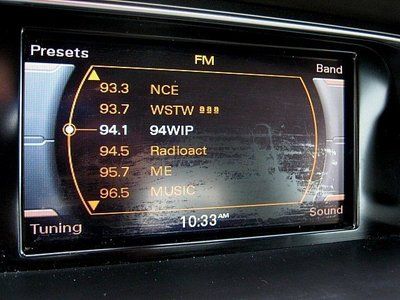 Presets FM Band
93.3 NCE
93.7 WSTW
94.1 94WIP
94.5 Radioact
95.7 ME
96.5 MUSIC
Tuning 10:33 AM Sound